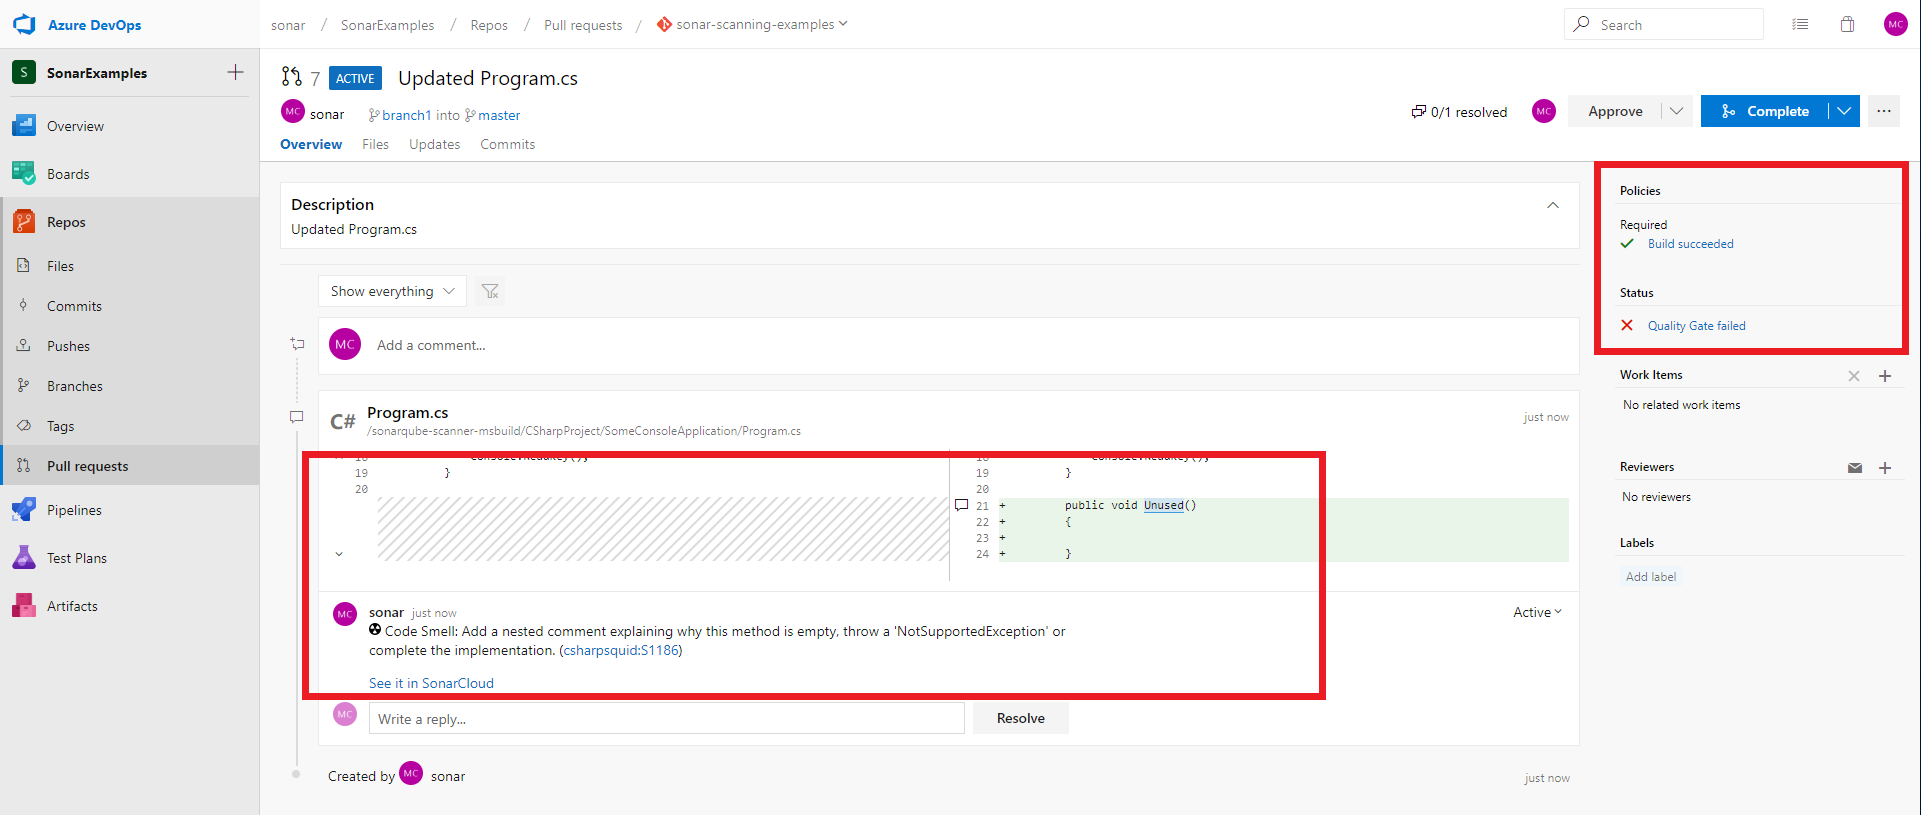 Azure DevOps
sonar / SonarExamples / Repos / Pull requests / sonar-scanning-examples
Search
MC
S SonarExamples
Overview
Boards
Repos
Files
Commits
Pushes
Branches
Tags
Pull requests
Pipelines
Test Plans
Artifacts
7 ACTIVE Updated Program.cs
MC sonar branch1 into master
0/1 resolved MC Approve Complete ...
Overview Files Updates Commits
Description
Updated Program.cs
Show everything
MC Add a comment...
C# Program.cs
/sonarqube-scanner-msbuild/CSharpProject/SomeConsoleApplication/Program.cs
just now
18 Console.ReadKey();
19 }
20
18 Console.ReadKey();
19 }
20
21 + public void Unused()
22 + {
23 +
24 + }
MC sonar just now
Active
Code Smell: Add a nested comment explaining why this method is empty, throw a 'NotSupportedException' or
complete the implementation. (csharpsquid:S1186)
See it in SonarCloud
MC Write a reply... Resolve
Created by MC sonar
just now
Policies
Required
Build succeeded
Status
Quality Gate failed
Work Items
No related work items
Reviewers
No reviewers
Labels
Add label